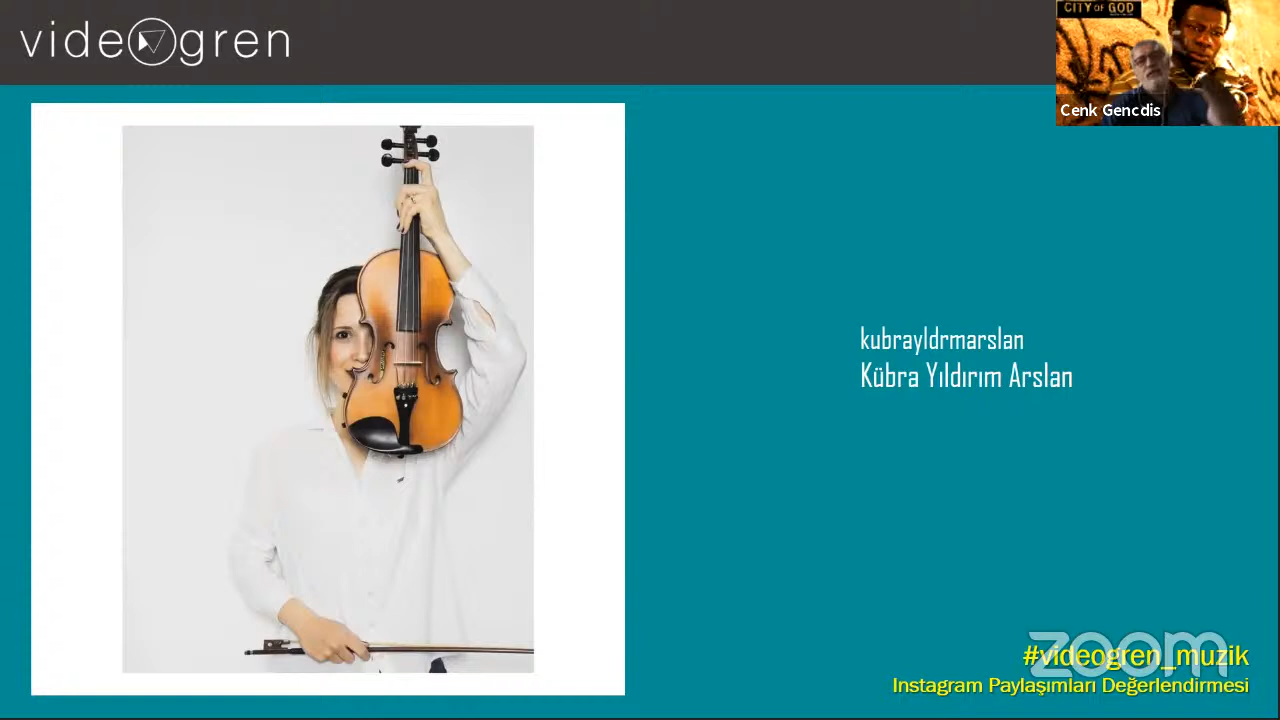 videogren
CITY OF GOD
Cenk Gencdis
kubrayldrmarslan
Kübra Yıldırım Arslan
zoom
#videogren_muzik
Instagram Paylaşımları Değerlendirmesi